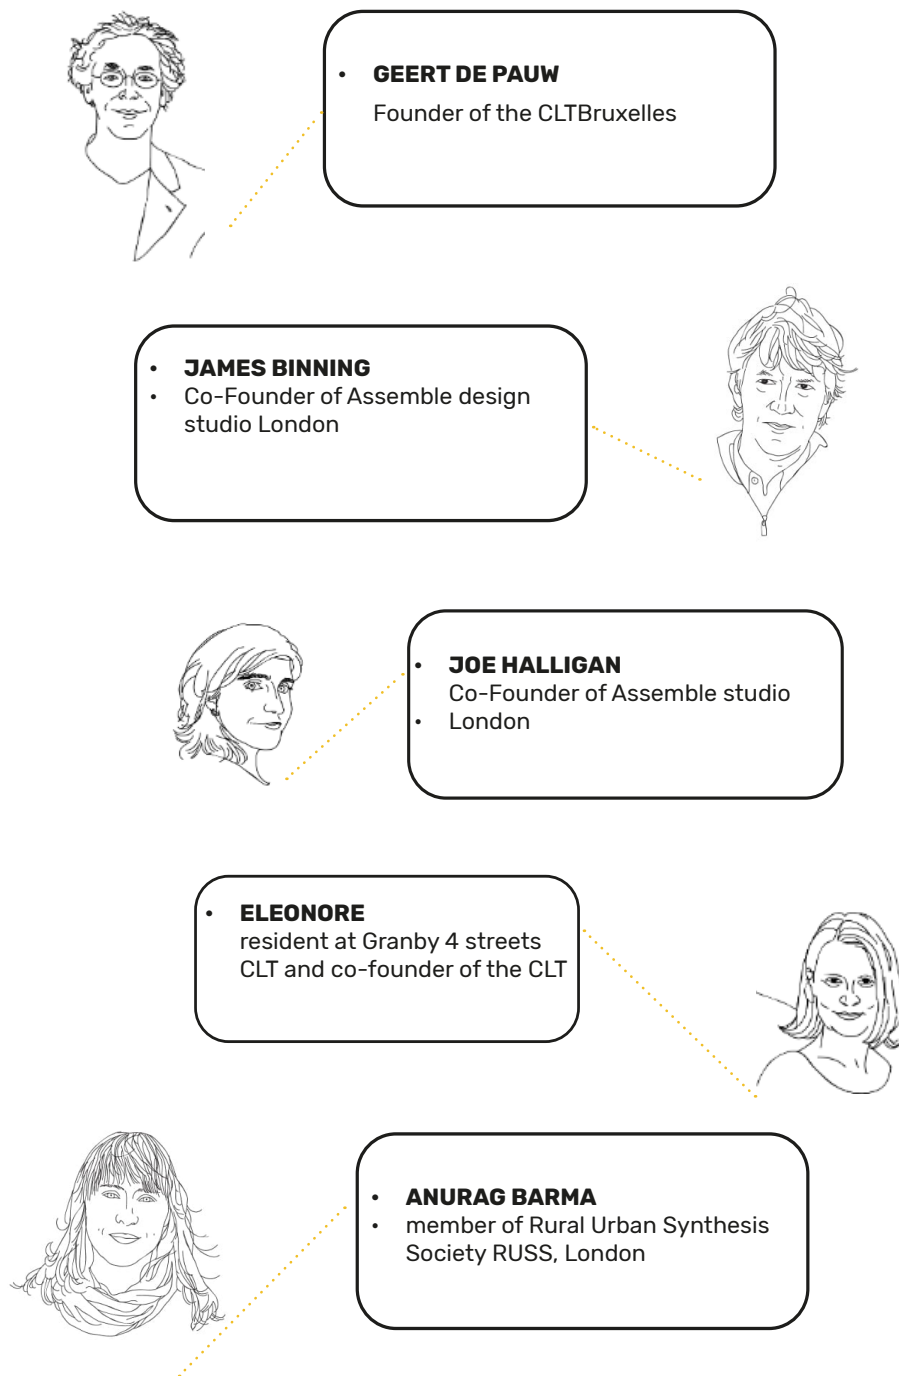 • GEERT DE PAUW
Founder of the CLTBruxelles
• JAMES BINNING
• Co-Founder of Assemble design
studio London
• JOE HALLIGAN
Co-Founder of Assemble studio
• London
• ELEONORE
resident at Granby 4 streets
CLT and co-founder of the CLT
• ANURAG BARMA
• member of Rural Urban Synthesis
Society RUSS, London